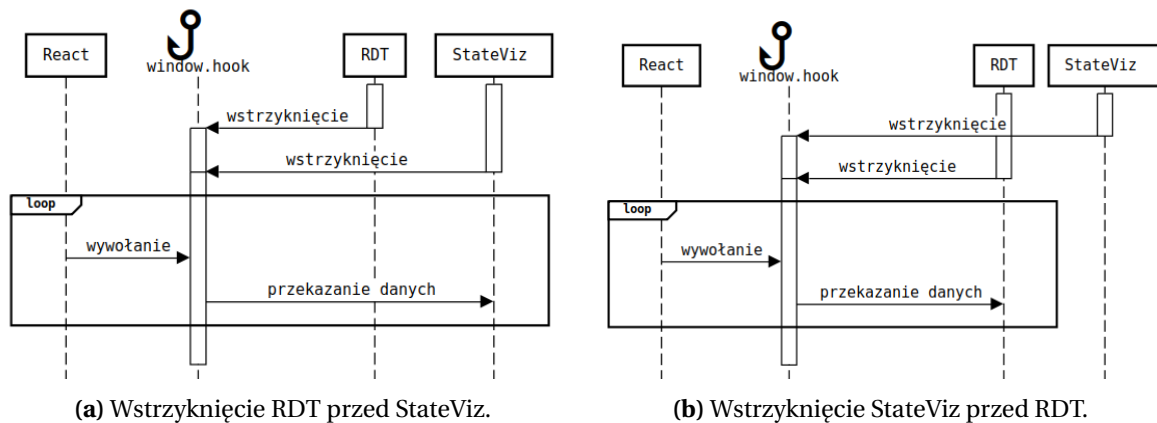 React
window.hook
RDT
StateViz
wstrzyknięcie
wstrzyknięcie
loop
wywołanie
przekazanie danych
(a) Wstrzyknięcie RDT przed StateViz.
React
window.hook
RDT
StateViz
wstrzyknięcie
wstrzyknięcie
loop
wywołanie
przekazanie danych
(b) Wstrzyknięcie StateViz przed RDT.